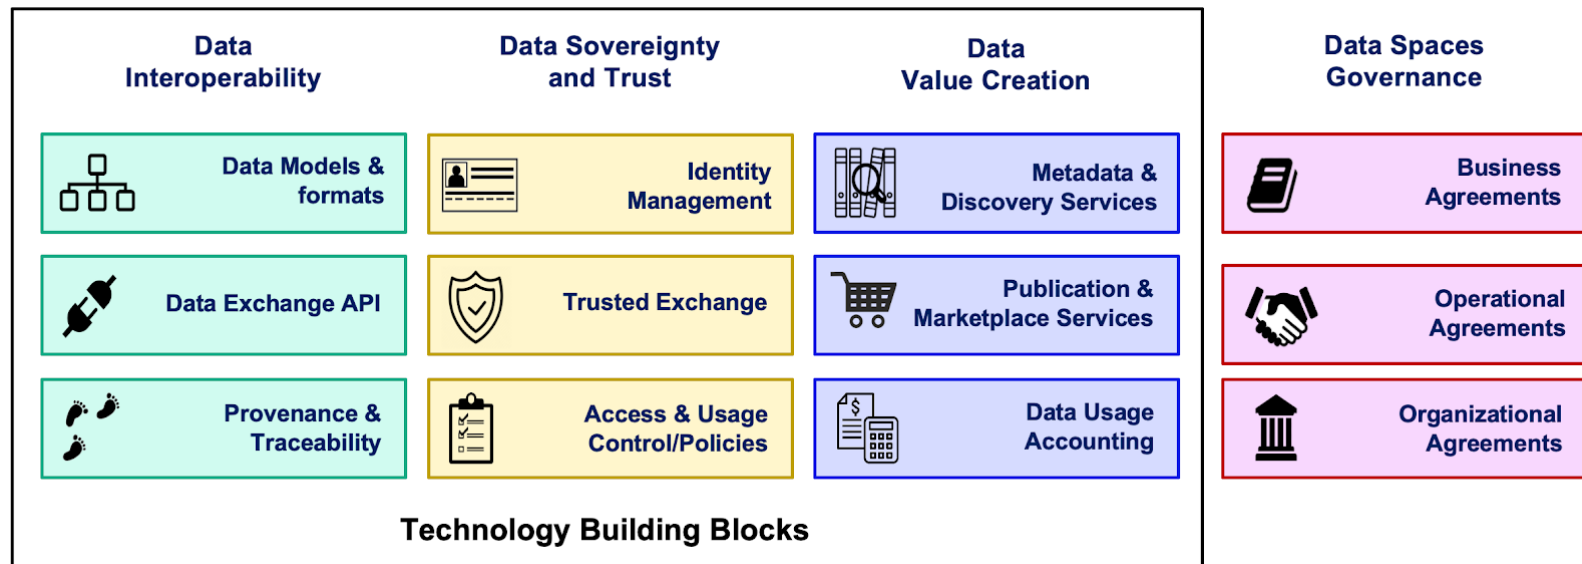 Data
Interoperability
Data Sovereignty
and Trust
Data
Value Creation
Data Spaces
Governance
Data Models &
formats
Identity
Management
Metadata &
Discovery Services
Business
Agreements
Data Exchange API
Trusted Exchange
Publication &
Marketplace Services
Operational
Agreements
Provenance &
Traceability
Access & Usage
Control/Policies
$
Data Usage
Accounting
Organizational
Agreements
Technology Building Blocks